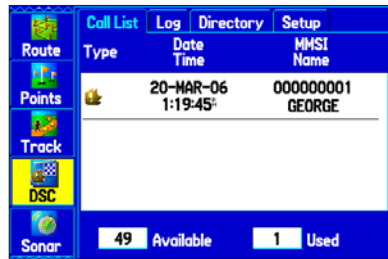 Call List Log Directory Setup
Route
Type Date Time MMSI Name
Points
20-MAR-06 000000001
1:19:45 GEORGE
Track
DSC
Sonar
49 Available 1 Used